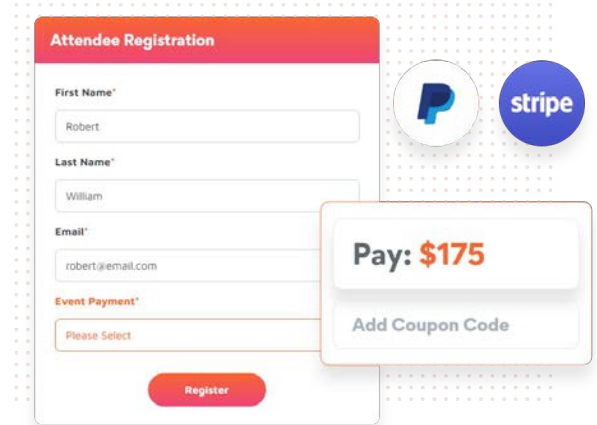 Attendee Registration
First Name*
Robert
Last Name*
William
Email*
robert@email.com
Event Payment*
Please Select
Register
stripe
Pay: $175
Add Coupon Code